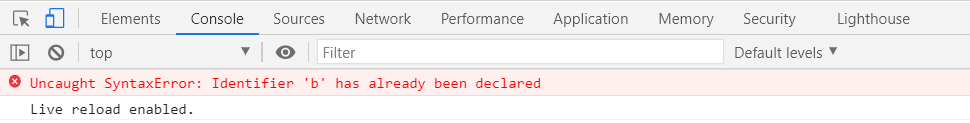 Elements Console Sources Network Performance Application Memory Security Lighthouse
top Filter Default levels
Uncaught SyntaxError: Identifier 'b' has already been declared
Live reload enabled.